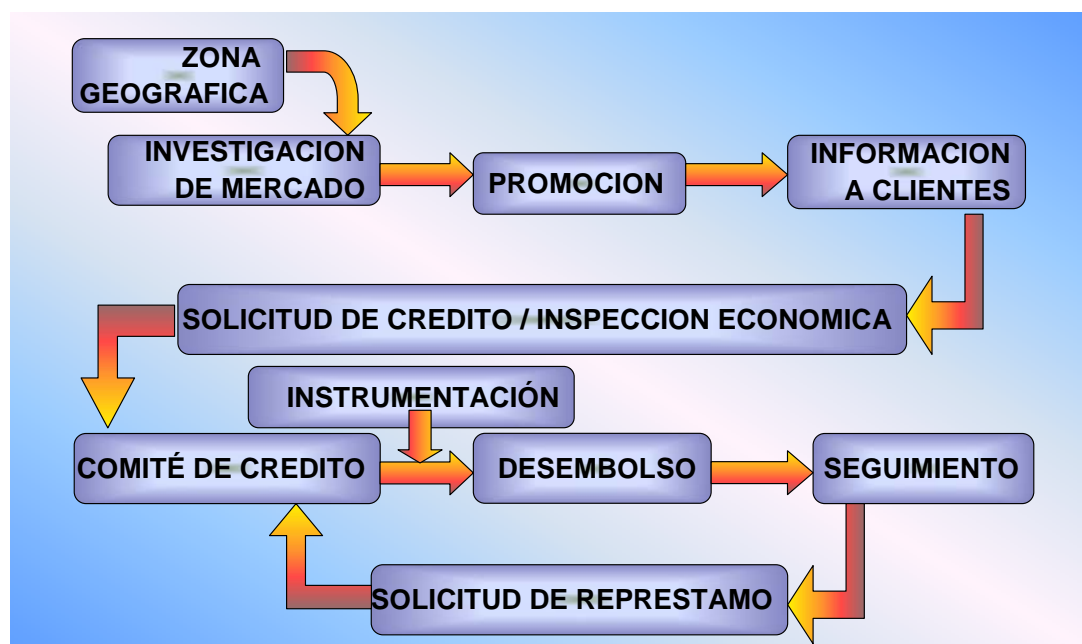 ZONA
GEOGRAFICA
INVESTIGACION
DE MERCADO
PROMOCION
INFORMACION
A CLIENTES
SOLICITUD DE CREDITO / INSPECCION ECONOMICA
INSTRUMENTACIÓN
COMITÉ DE CREDITO
DESEMBOLSO
SEGUIMIENTO
SOLICITUD DE REPRESTAMO